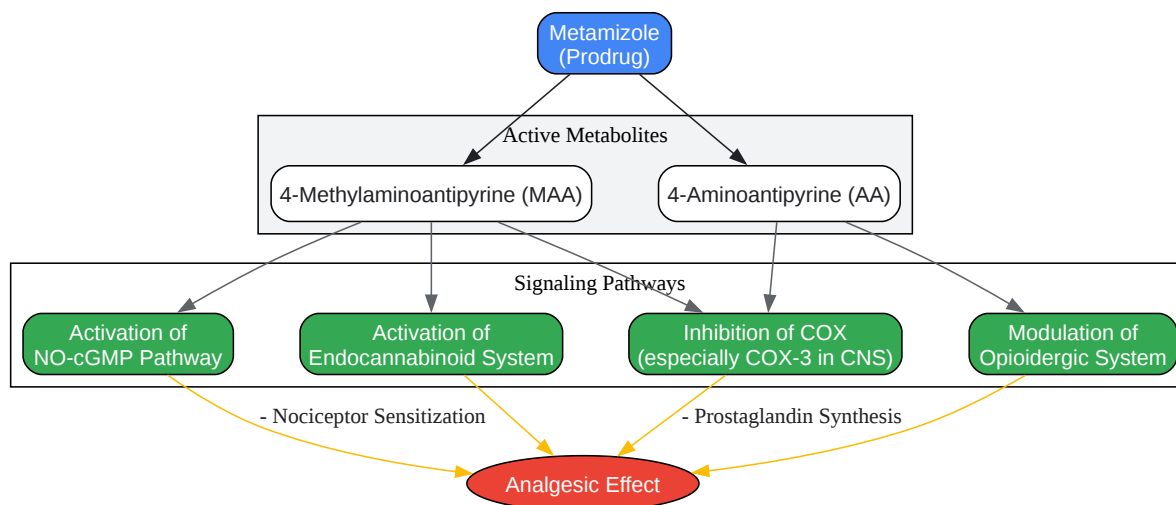 Metamizole
(Prodrug)
Active Metabolites
4-Methylaminoantipyrine (MAA)
4-Aminoantipyrine (AA)
Signaling Pathways
Activation of
NO-cGMP Pathway
Activation of
Endocannabinoid System
Inhibition of COX
(especially COX-3 in CNS)
Modulation of
Opioidergic System
- Nociceptor Sensitization
- Prostaglandin Synthesis
Analgesic Effect